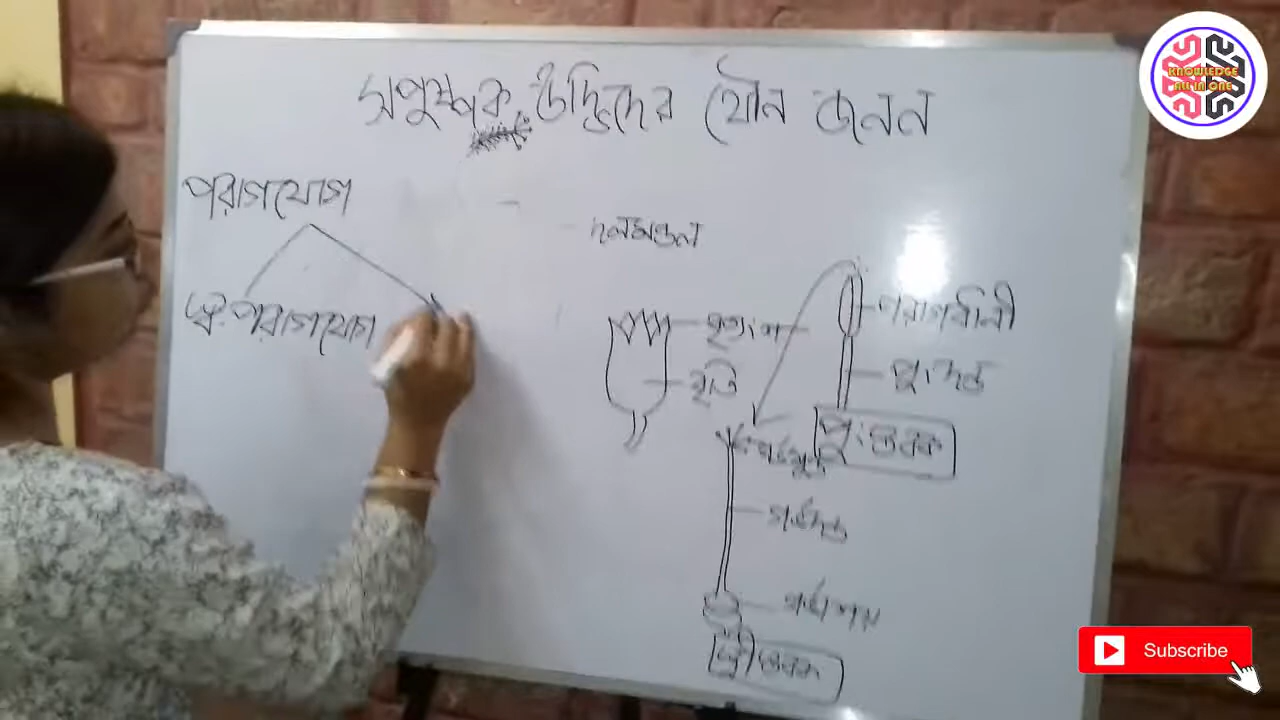 সপুষ্পক উদ্ভিদের যৌন জনন
পরাগযোগ
স্ব-পরাগযোগ
দলমণ্ডল
বৃত্যংশ
বৃতি
পরাগধানী
পুংদণ্ড
পুংস্তবক
গর্ভমুণ্ড
গর্ভদণ্ড
গর্ভাশয়
স্ত্রীস্তবক
KNOWLEDGE
ALL IN ONE
Subscribe